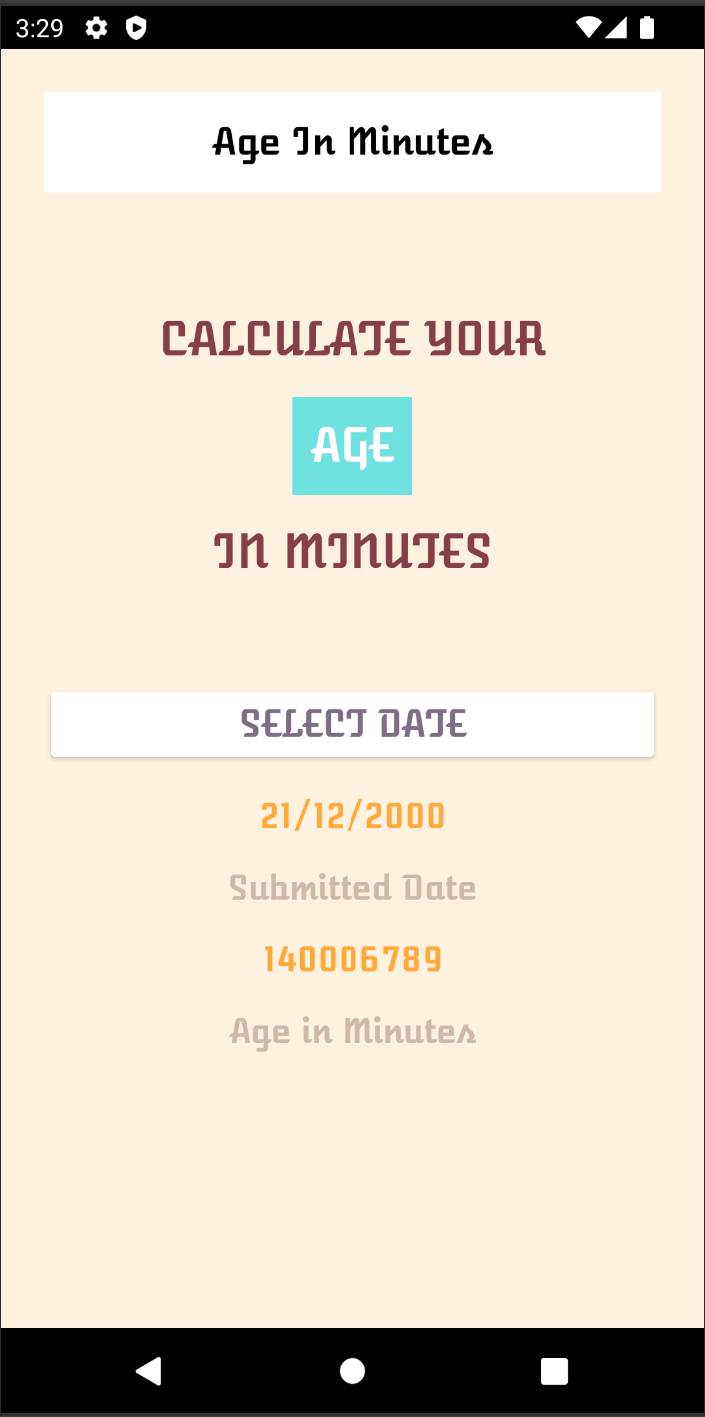 3:29
Age In Minutes
CALCULATE YOUR
AGE
IN MINUTES
SELECT DATE
21/12/2000
Submitted Date
140006789
Age in Minutes